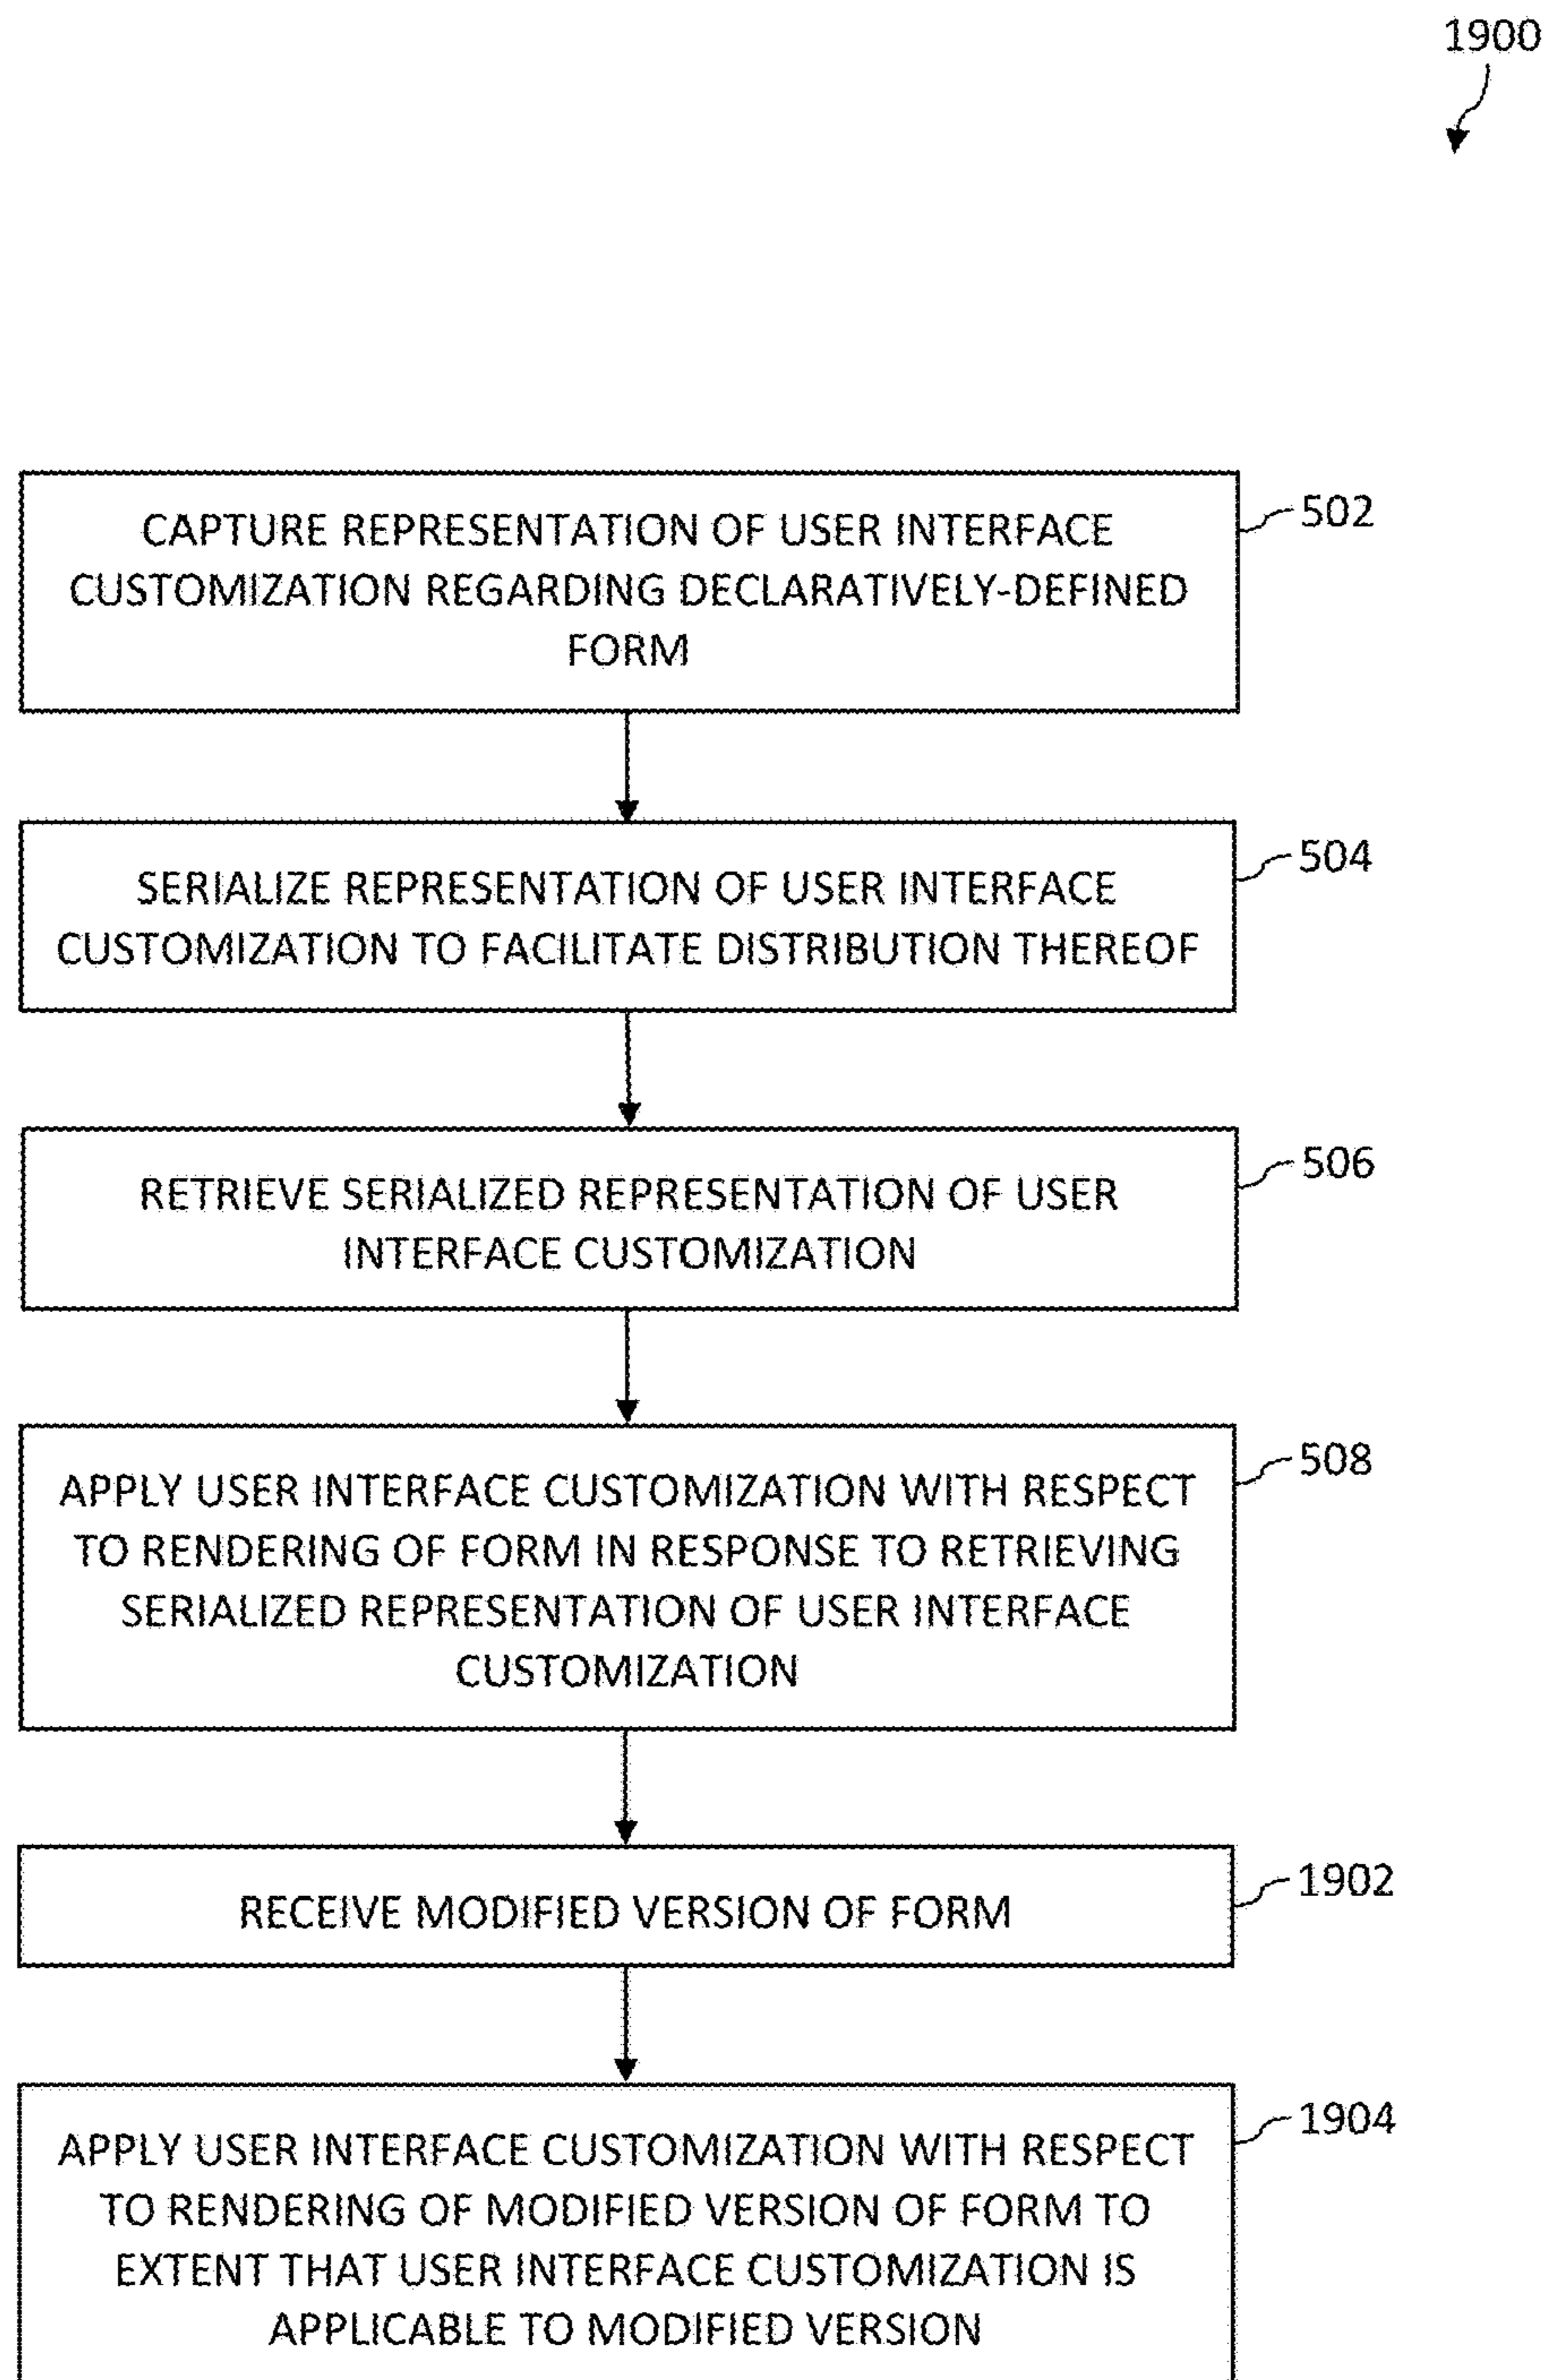 1900
CAPTURE REPRESENTATION OF USER INTERFACE
CUSTOMIZATION REGARDING DECLARATIVELY-DEFINED
FORM
502
SERIALIZE REPRESENTATION OF USER INTERFACE
CUSTOMIZATION TO FACILITATE DISTRIBUTION THEREOF
504
RETRIEVE SERIALIZED REPRESENTATION OF USER
INTERFACE CUSTOMIZATION
506
APPLY USER INTERFACE CUSTOMIZATION WITH RESPECT
TO RENDERING OF FORM IN RESPONSE TO RETRIEVING
SERIALIZED REPRESENTATION OF USER INTERFACE
CUSTOMIZATION
508
RECEIVE MODIFIED VERSION OF FORM
1902
APPLY USER INTERFACE CUSTOMIZATION WITH RESPECT
TO RENDERING OF MODIFIED VERSION OF FORM TO
EXTENT THAT USER INTERFACE CUSTOMIZATION IS
APPLICABLE TO MODIFIED VERSION
1904